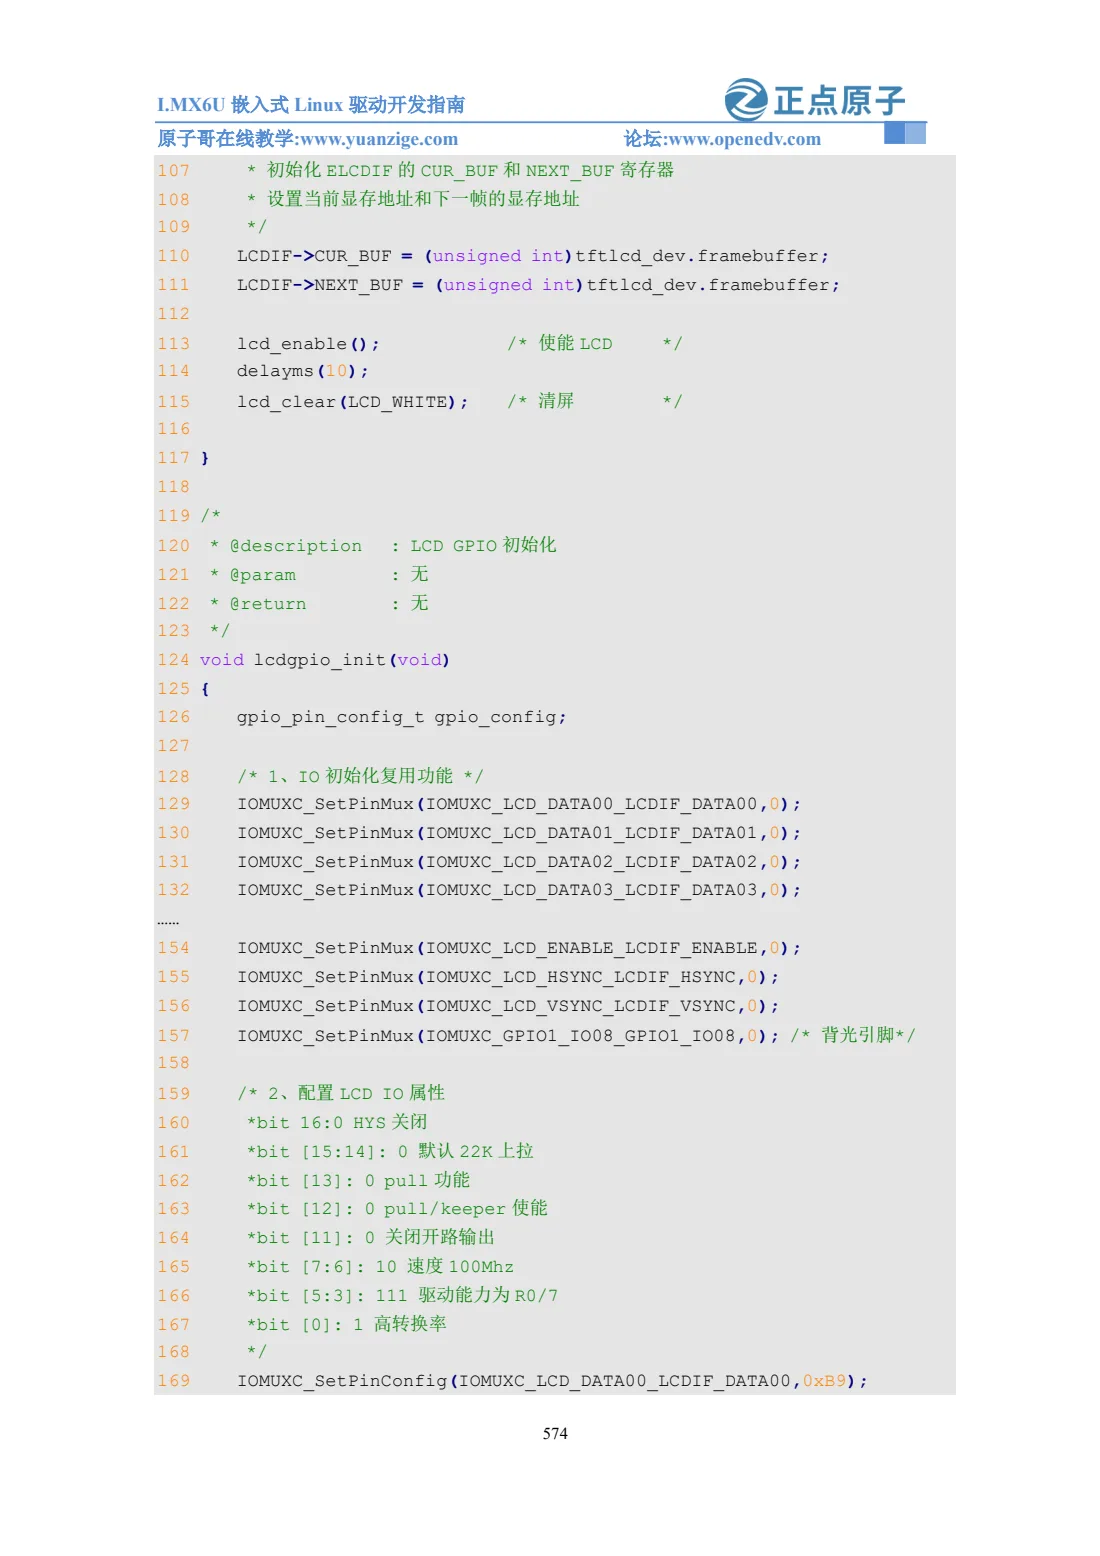 I.MX6U 嵌入式 Linux 驱动开发指南
正点原子
原子哥在线教学:www.yuanzige.com 论坛:www.openedv.com
107 * 初始化 ELCDIF 的 CUR_BUF 和 NEXT_BUF 寄存器
108 * 设置当前显存地址和下一帧的显存地址
109 */
110 LCDIF->CUR_BUF = (unsigned int)tftlcd_dev.framebuffer;
111 LCDIF->NEXT_BUF = (unsigned int)tftlcd_dev.framebuffer;
112
113 lcd_enable(); /* 使能 LCD */
114 delayms(10);
115 lcd_clear(LCD_WHITE); /* 清屏 */
116
117 }
118
119 /*
120 * @description : LCD GPIO 初始化
121 * @param : 无
122 * @return : 无
123 */
124 void lcdgpio_init(void)
125 {
126 gpio_pin_config_t gpio_config;
127
128 /* 1、IO 初始化复用功能 */
129 IOMUXC_SetPinMux(IOMUXC_LCD_DATA00_LCDIF_DATA00,0);
130 IOMUXC_SetPinMux(IOMUXC_LCD_DATA01_LCDIF_DATA01,0);
131 IOMUXC_SetPinMux(IOMUXC_LCD_DATA02_LCDIF_DATA02,0);
132 IOMUXC_SetPinMux(IOMUXC_LCD_DATA03_LCDIF_DATA03,0);
......
154 IOMUXC_SetPinMux(IOMUXC_LCD_ENABLE_LCDIF_ENABLE,0);
155 IOMUXC_SetPinMux(IOMUXC_LCD_HSYNC_LCDIF_HSYNC,0);
156 IOMUXC_SetPinMux(IOMUXC_LCD_VSYNC_LCDIF_VSYNC,0);
157 IOMUXC_SetPinMux(IOMUXC_GPIO1_IO08_GPIO1_IO08,0); /* 背光引脚*/
158
159 /* 2、配置 LCD IO 属性
160 *bit 16:0 HYS 关闭
161 *bit [15:14]: 0 默认 22K 上拉
162 *bit [13]: 0 pull 功能
163 *bit [12]: 0 pull/keeper 使能
164 *bit [11]: 0 关闭开路输出
165 *bit [7:6]: 10 速度 100Mhz
166 *bit [5:3]: 111 驱动能力为 R0/7
167 *bit [0]: 1 高转换率
168 */
169 IOMUXC_SetPinConfig(IOMUXC_LCD_DATA00_LCDIF_DATA00,0xB9);
574